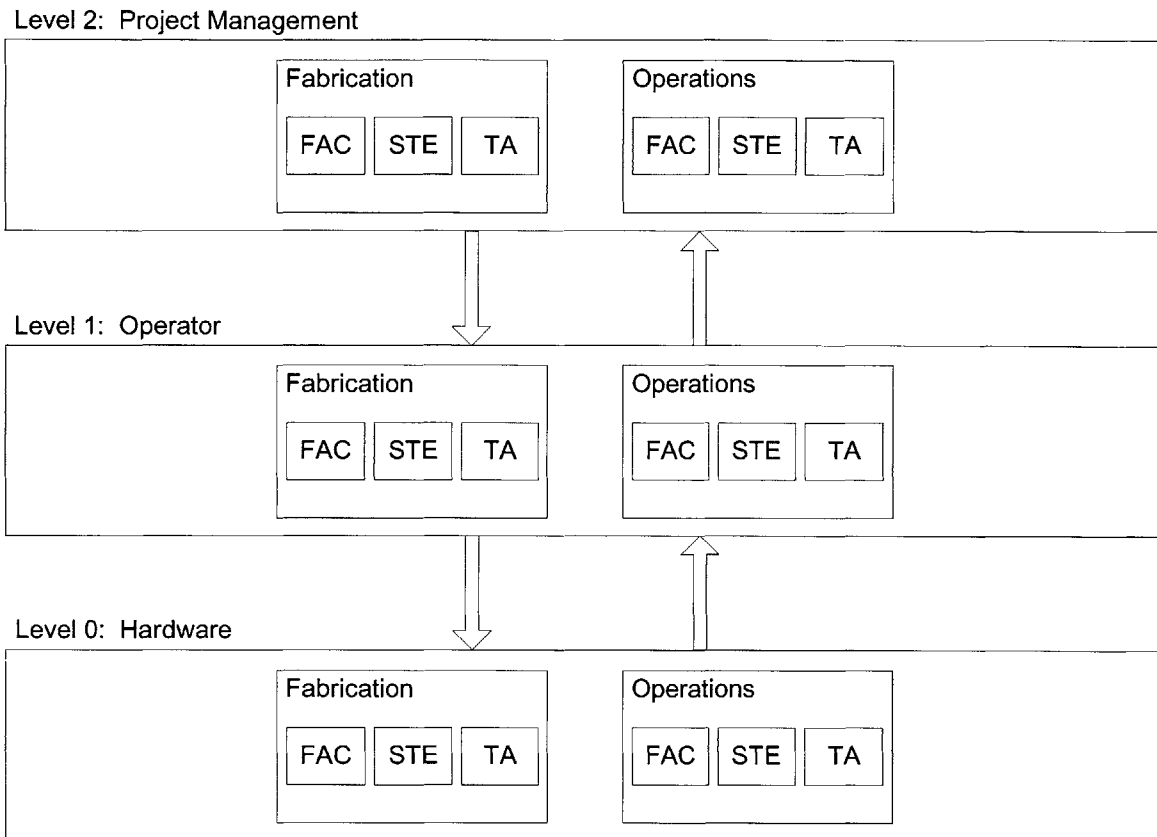 Level 2: Project Management
Fabrication Operations
FAC STE TA FAC STE TA
Level 1: Operator
Fabrication Operations
FAC STE TA FAC STE TA
Level 0: Hardware
Fabrication Operations
FAC STE TA FAC STE TA